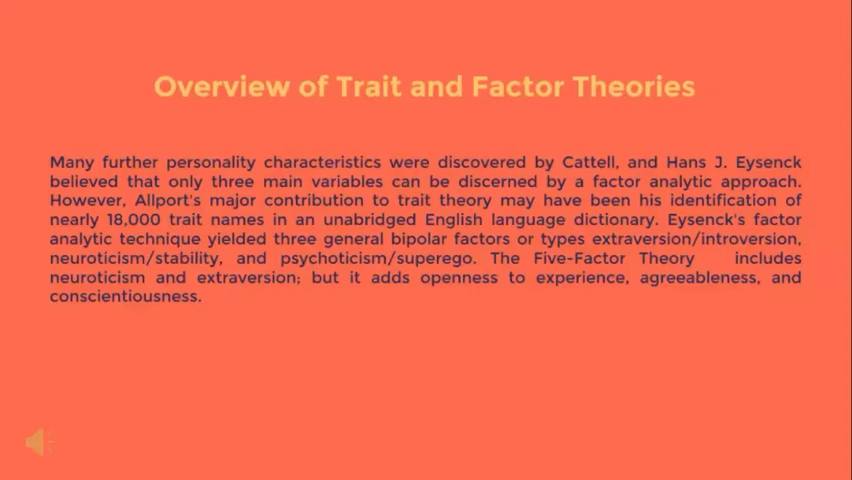 Overview of Trait and Factor Theories
Many further personality characteristics were discovered by Cattell, and Hans J. Eysenck
believed that only three main variables can be discerned by a factor analytic approach.
However, Allport's major contribution to trait theory may have been his identification of
nearly 18,000 trait names in an unabridged English language dictionary. Eysenck's factor
analytic technique yielded three general bipolar factors or types extraversion/introversion,
neuroticism/stability, and psychoticism/superego. The Five-Factor Theory includes
neuroticism and extraversion; but it adds openness to experience, agreeableness, and
conscientiousness.